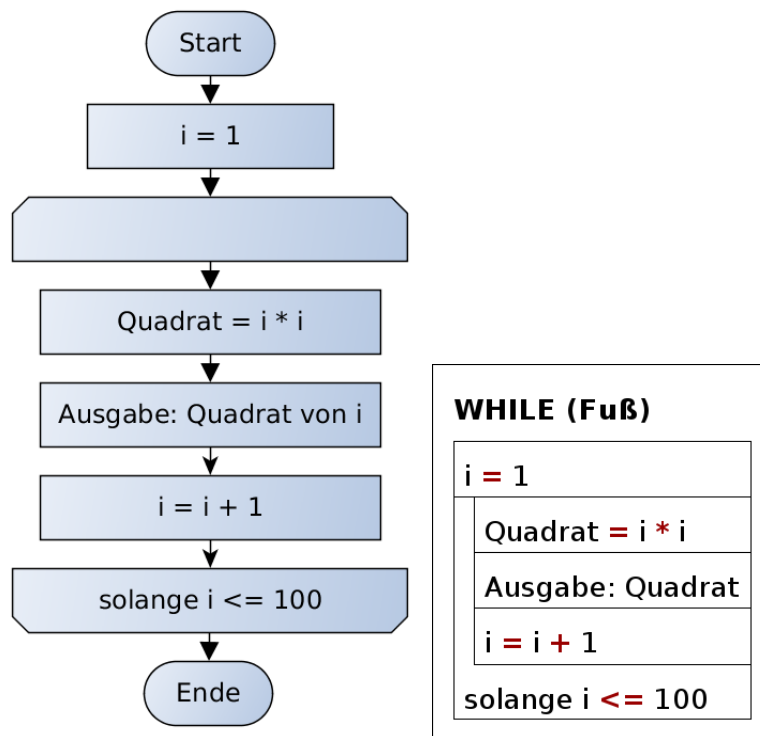 Start
i = 1
Quadrat = i * i
Ausgabe: Quadrat von i
i = i + 1
solange i <= 100
Ende
WHILE (Fuß)
i = 1
Quadrat = i * i
Ausgabe: Quadrat
i = i + 1
solange i <= 100